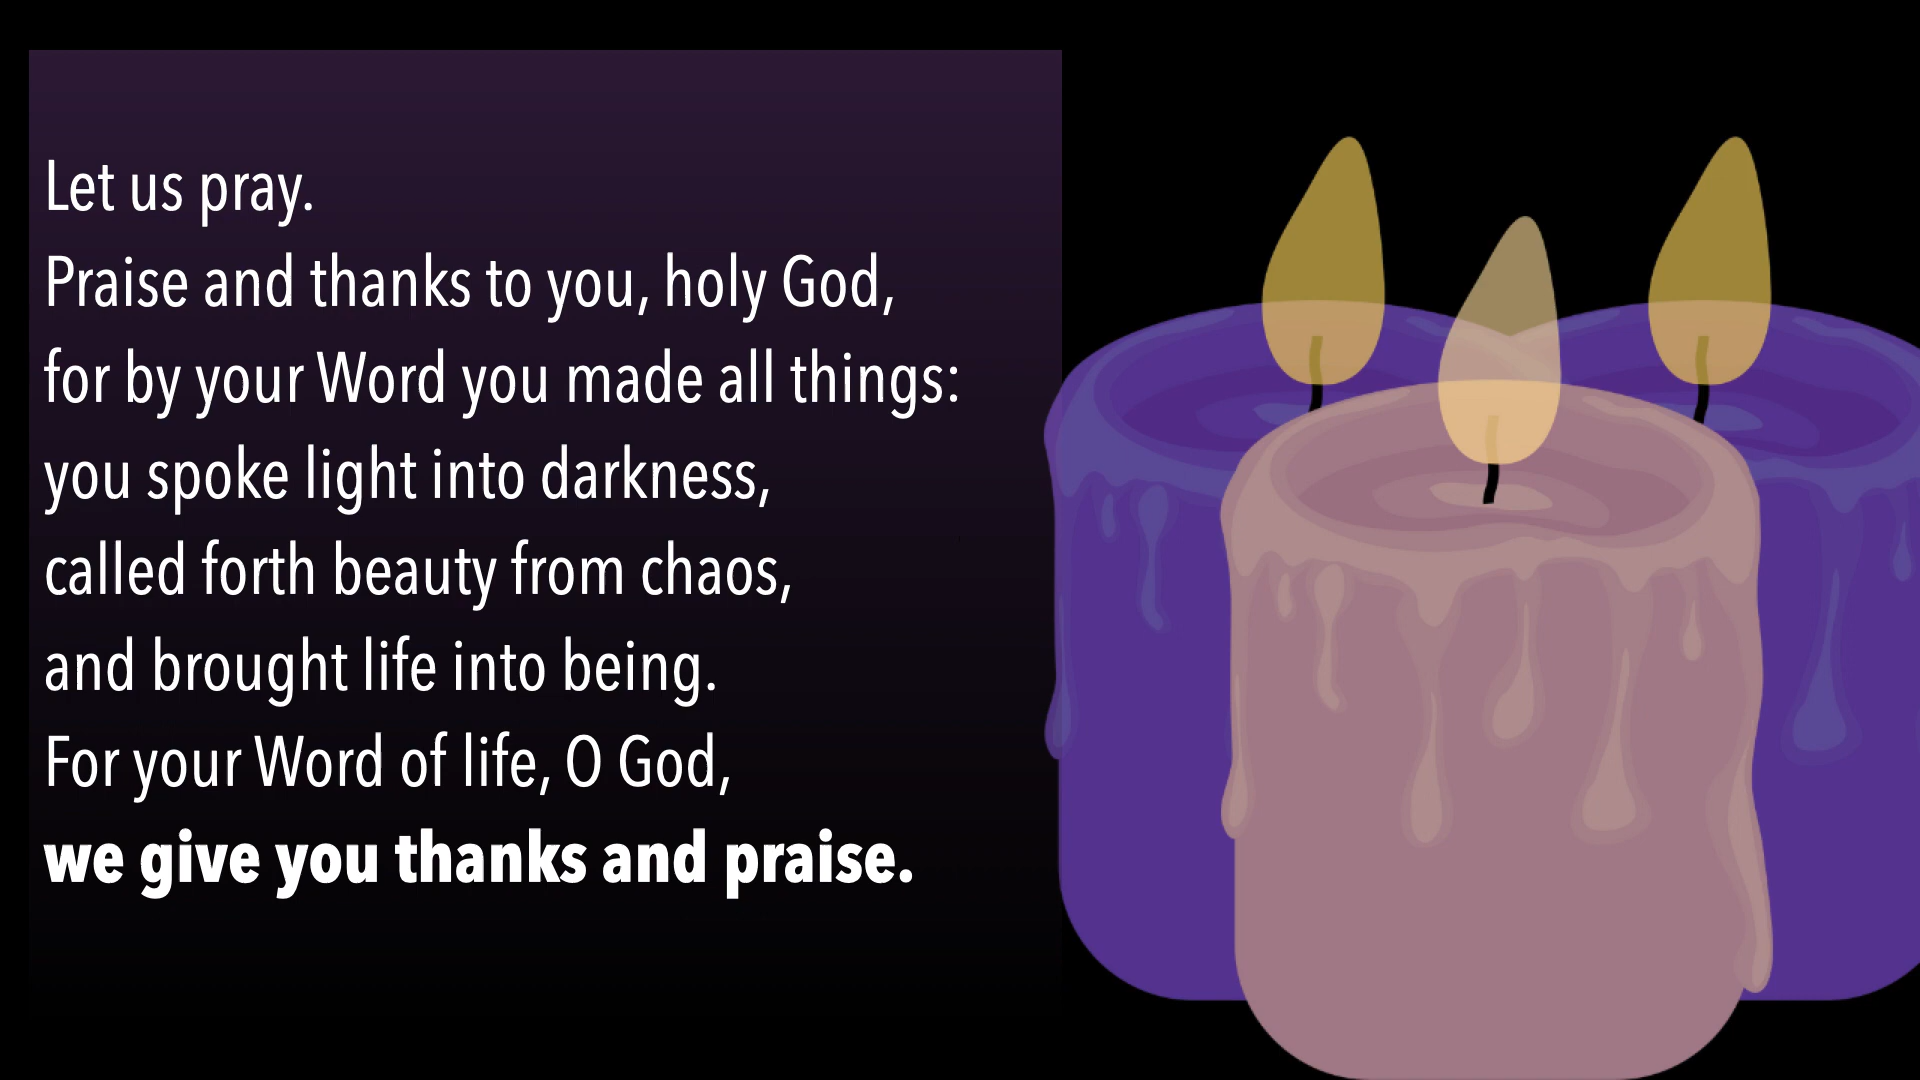 Let us pray.
Praise and thanks to you, holy God,
for by your Word you made all things:
you spoke light into darkness,
called forth beauty from chaos,
and brought life into being.
For your Word of life, O God,
we give you thanks and praise.